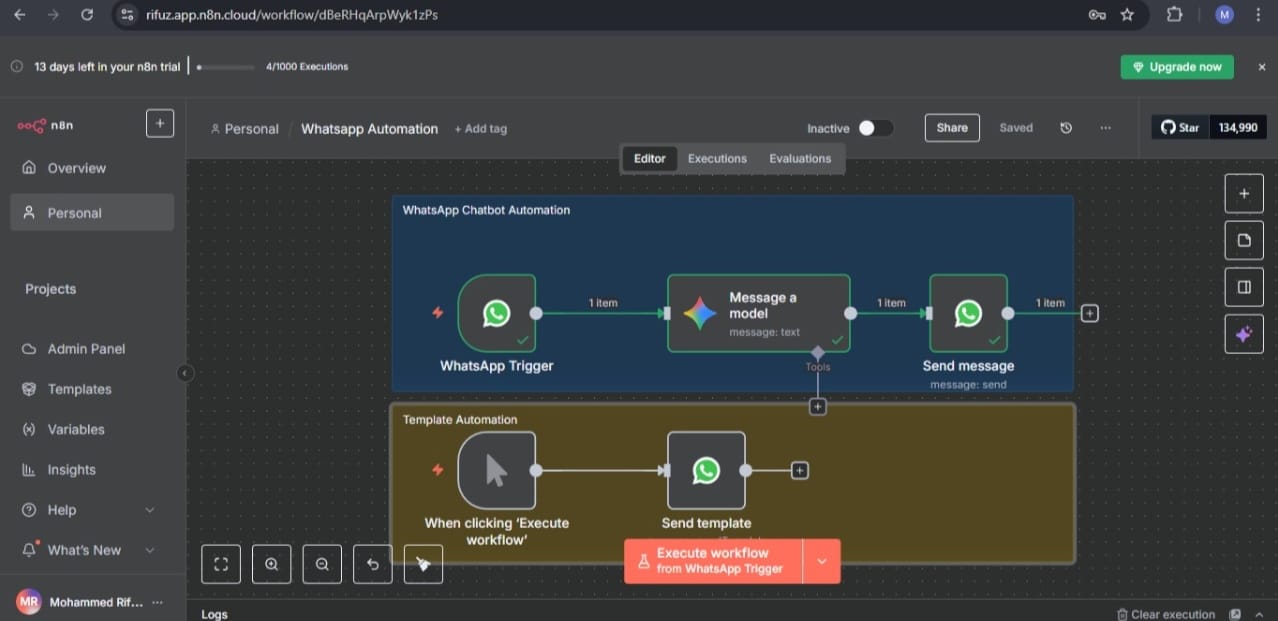 rifuz.app.n8n.cloud/workflow/dBeRHqArpWyk1zPs
M
13 days left in your n8n trial
4/1000 Executions
Upgrade now
n8n
Personal / Whatsapp Automation + Add tag
Inactive
Share
Saved
Star 134,990
Editor Executions Evaluations
Overview
Personal
Projects
Admin Panel
Templates
Variables
Insights
Help
What's New
MR Mohammed Rif...
WhatsApp Chatbot Automation
1 item
Message a
model
message: text
1 item
1 item
WhatsApp Trigger
Tools
Send message
message: send
Template Automation
When clicking ‘Execute
workflow’
Send template
Execute workflow
from WhatsApp Trigger
Logs
Clear execution